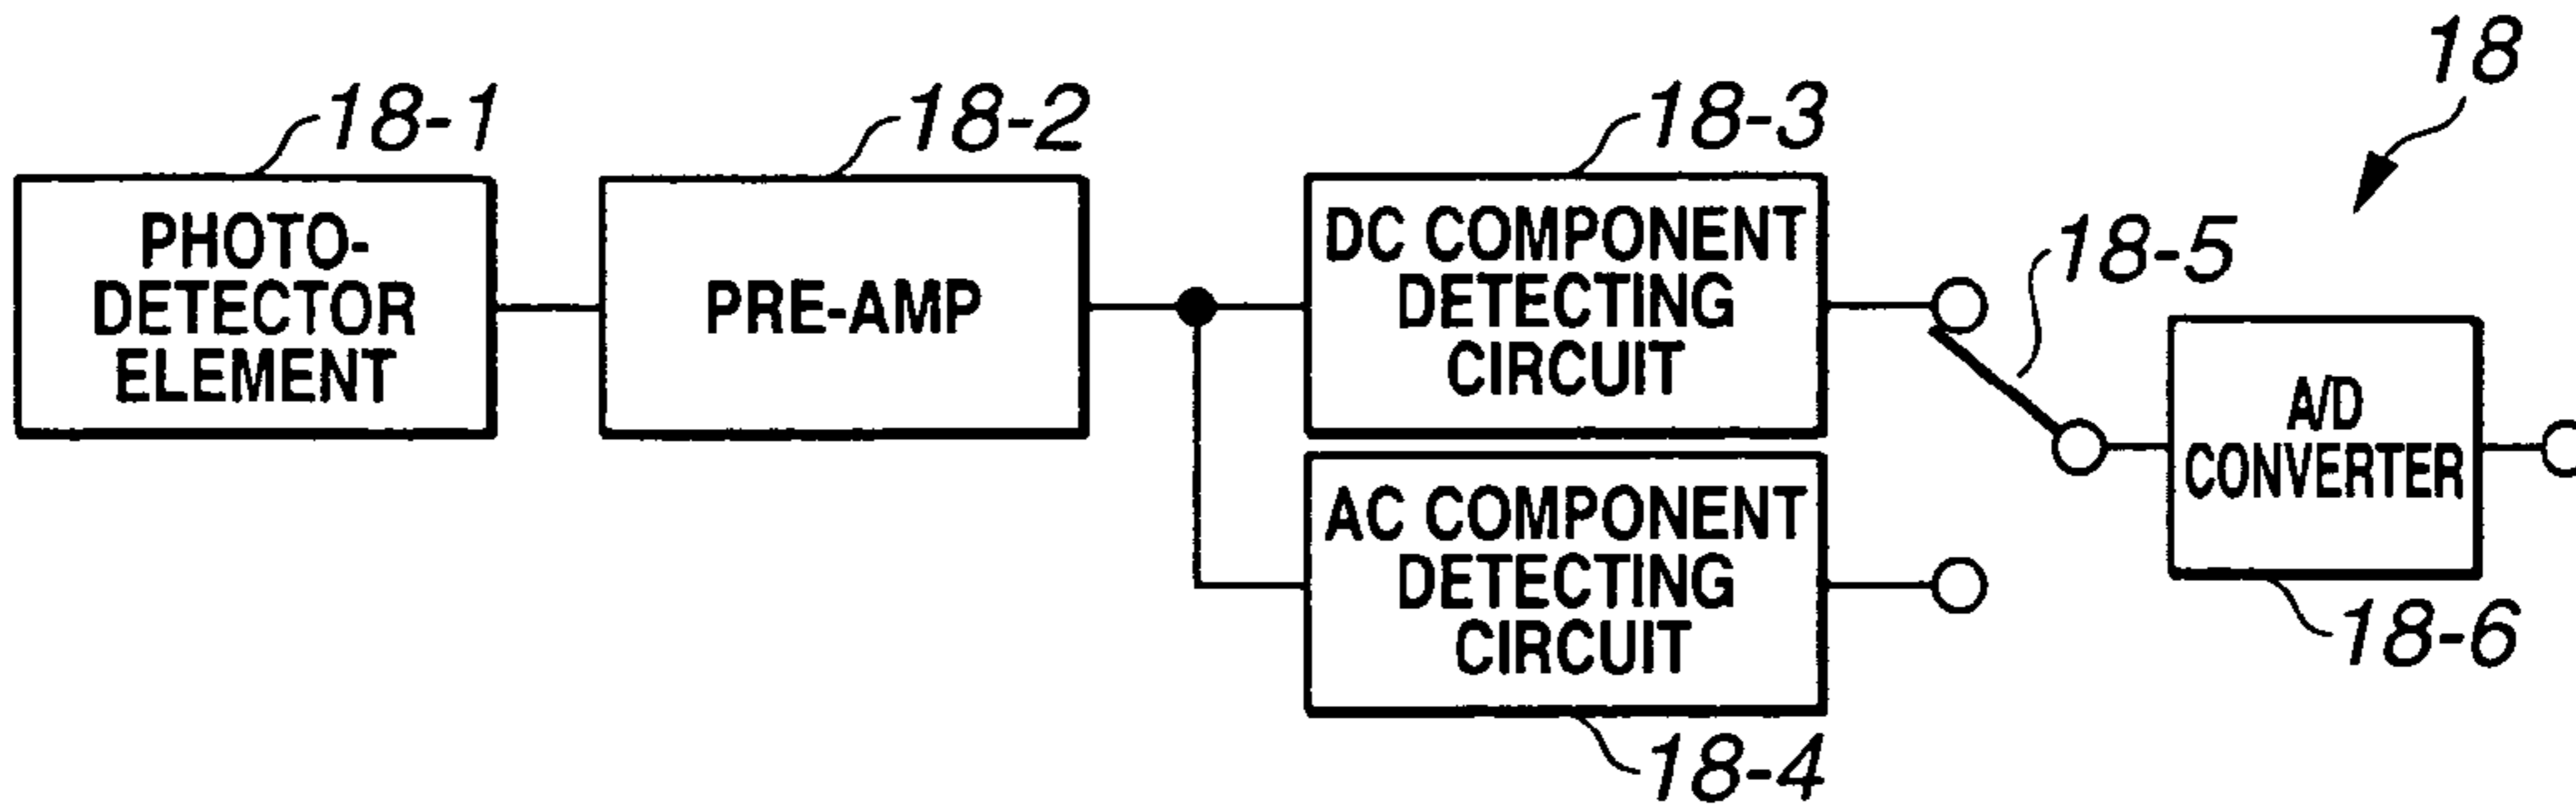 18
18-1
18-2
18-3
18-5
PHOTO-
DETECTOR
ELEMENT
PRE-AMP
DC COMPONENT
DETECTING
CIRCUIT
A/D
CONVERTER
AC COMPONENT
DETECTING
CIRCUIT
18-6
18-4